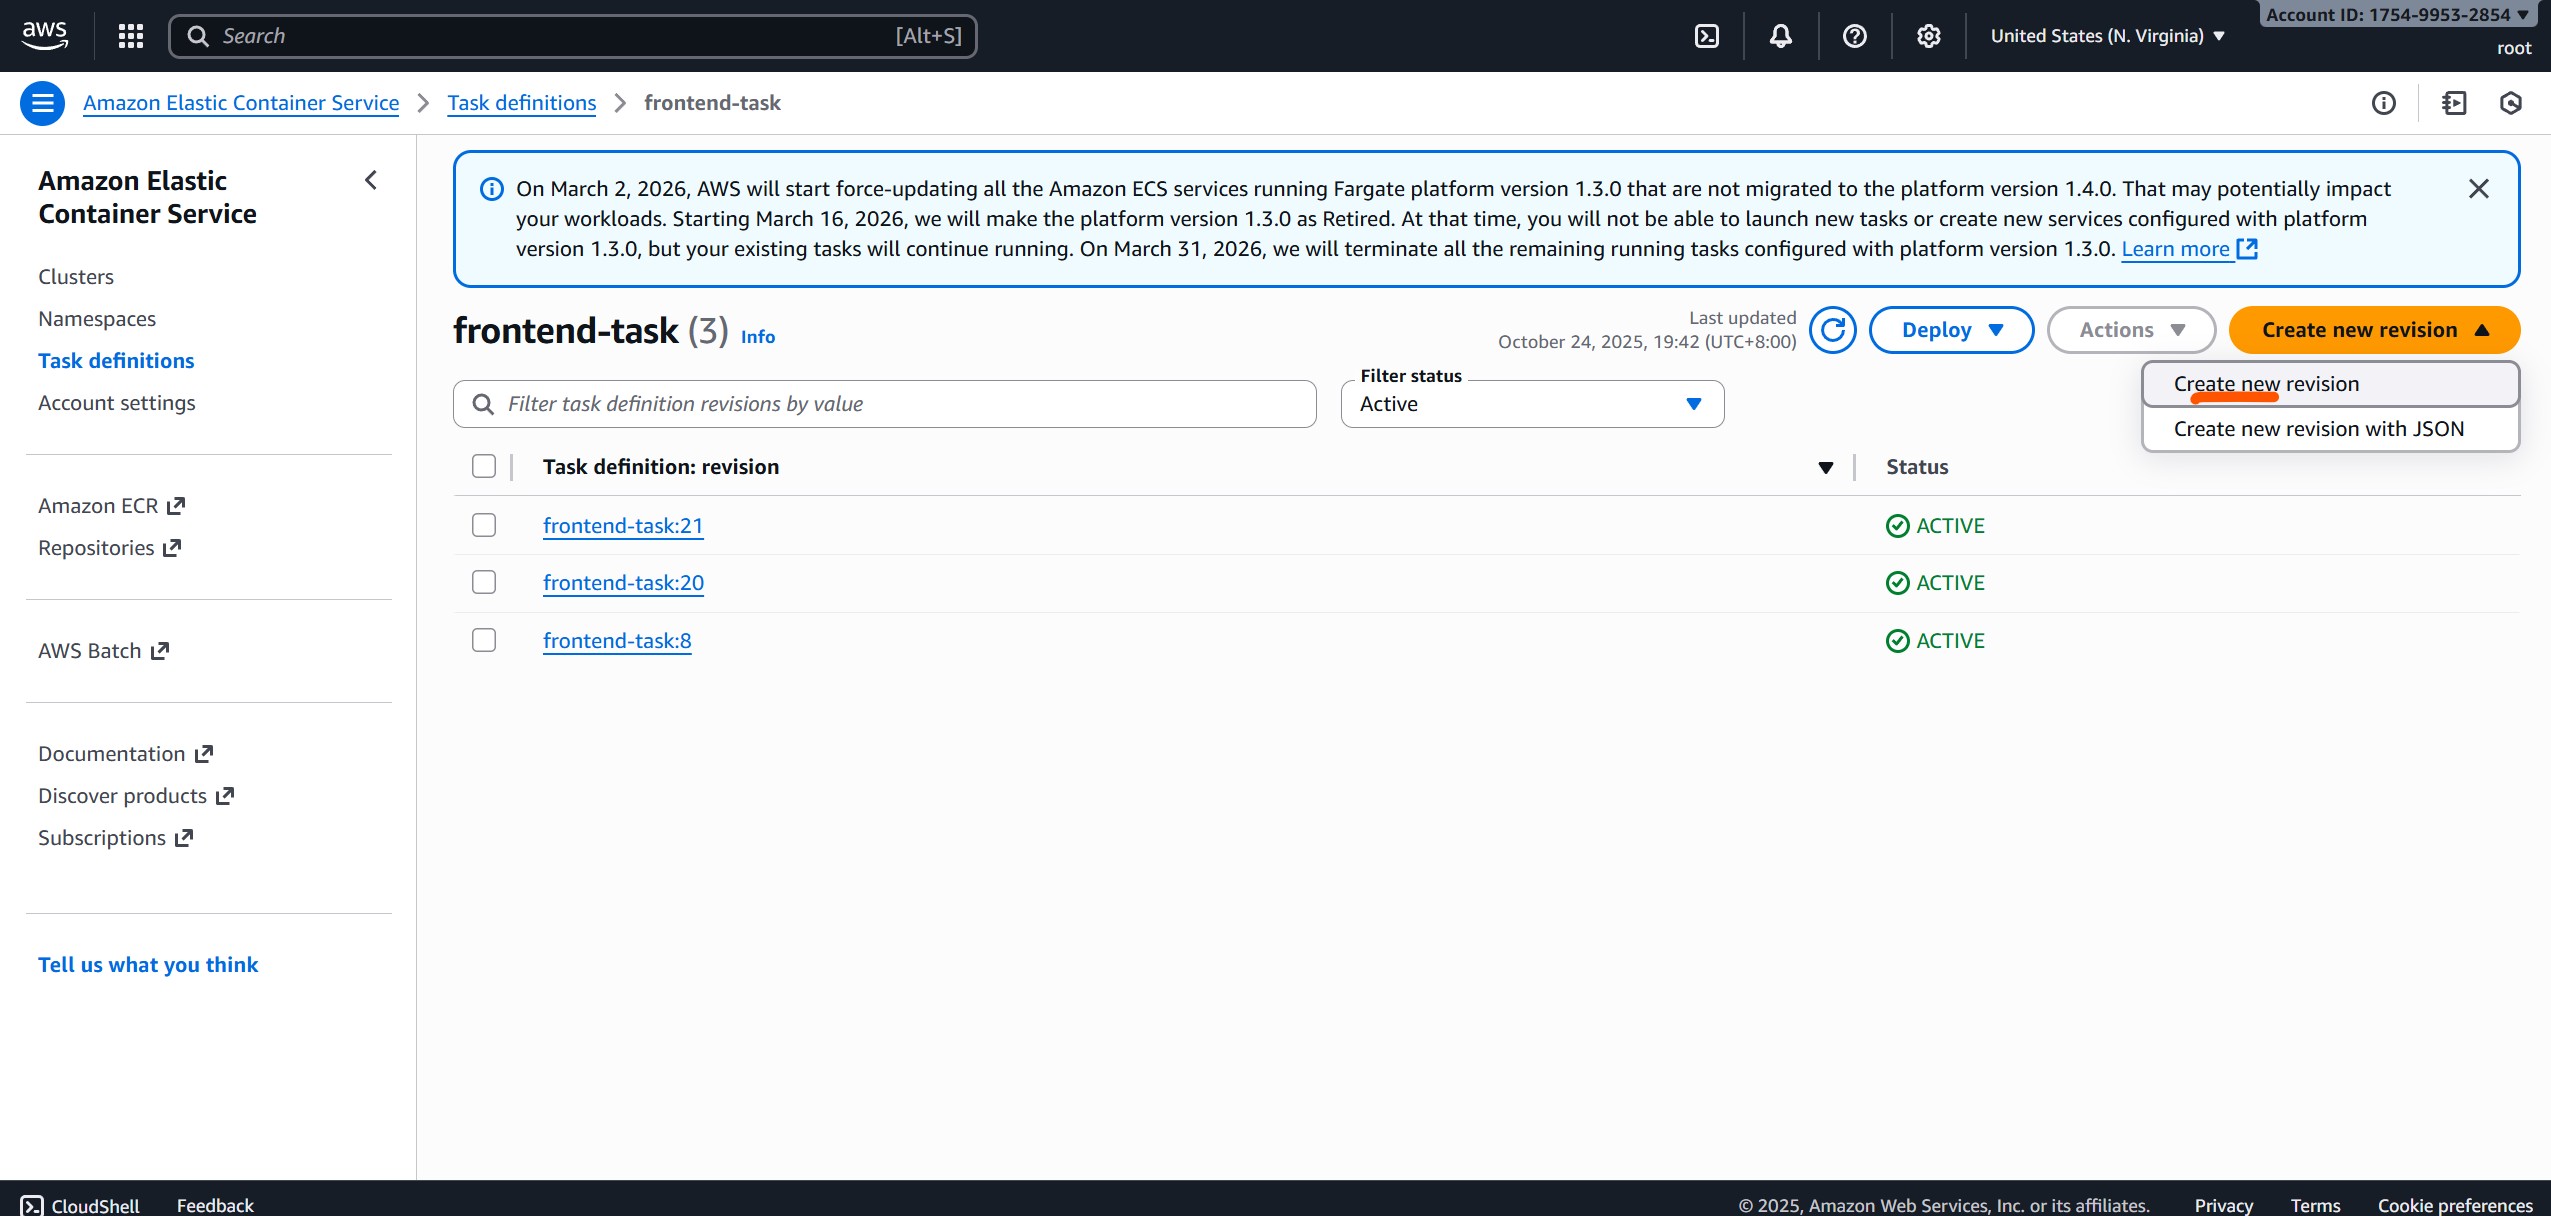 aws
Search [Alt+S]
United States (N. Virginia)
Account ID: 1754-9953-2854
root
Amazon Elastic Container Service
Task definitions
frontend-task
Amazon Elastic
Container Service
Clusters
Namespaces
Task definitions
Account settings
Amazon ECR
Repositories
AWS Batch
Documentation
Discover products
Subscriptions
Tell us what you think
On March 2, 2026, AWS will start force-updating all the Amazon ECS services running Fargate platform version 1.3.0 that are not migrated to the platform version 1.4.0. That may potentially impact
your workloads. Starting March 16, 2026, we will make the platform version 1.3.0 as Retired. At that time, you will not be able to launch new tasks or create new services configured with platform
version 1.3.0, but your existing tasks will continue running. On March 31, 2026, we will terminate all the remaining running tasks configured with platform version 1.3.0. Learn more
frontend-task (3) Info
Last updated
October 24, 2025, 19:42 (UTC+8:00)
Deploy
Actions
Create new revision
Create new revision
Create new revision with JSON
Filter task definition revisions by value
Filter status
Active
Task definition: revision
Status
frontend-task:21
ACTIVE
frontend-task:20
ACTIVE
frontend-task:8
ACTIVE
CloudShell
Feedback
© 2025, Amazon Web Services, Inc. or its affiliates.
Privacy
Terms
Cookie preferences